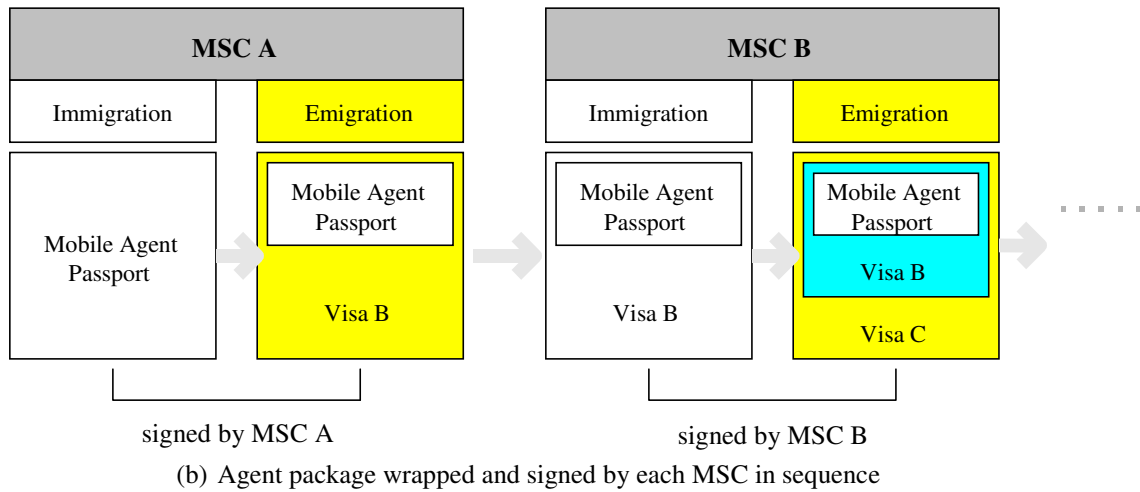 MSC A
MSC B
Immigration
Emigration
Immigration
Emigration
Mobile Agent
Passport
Mobile Agent
Passport
Visa B
Mobile Agent
Passport
Visa B
Mobile Agent
Passport
Visa B
Visa C
signed by MSC A
signed by MSC B
(b) Agent package wrapped and signed by each MSC in sequence